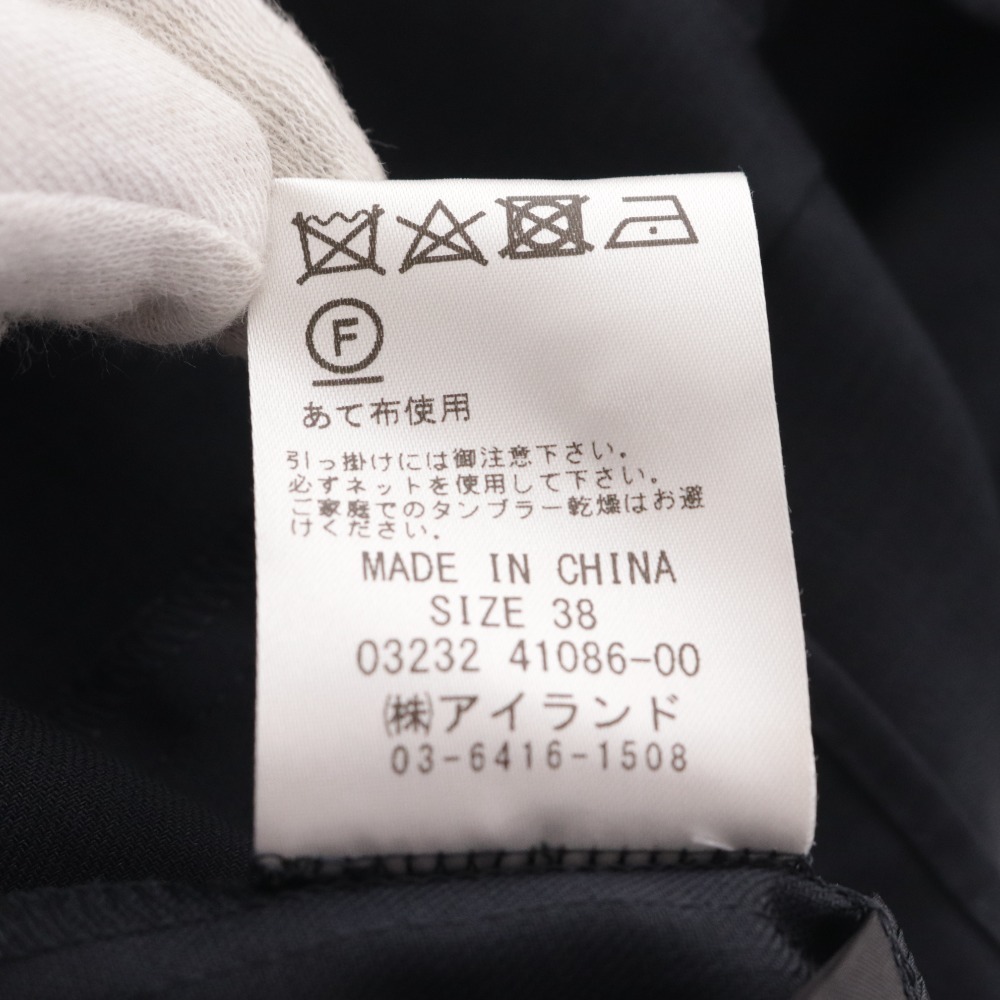 F
あて布使用
引っ掛けには御注意下さい。
必ずネットを使用して下さい。
ご家庭でのタンブラー乾燥はお避
けください。
MADE IN CHINA
SIZE 38
03232 41086-00
㈱アイランド
03-6416-1508